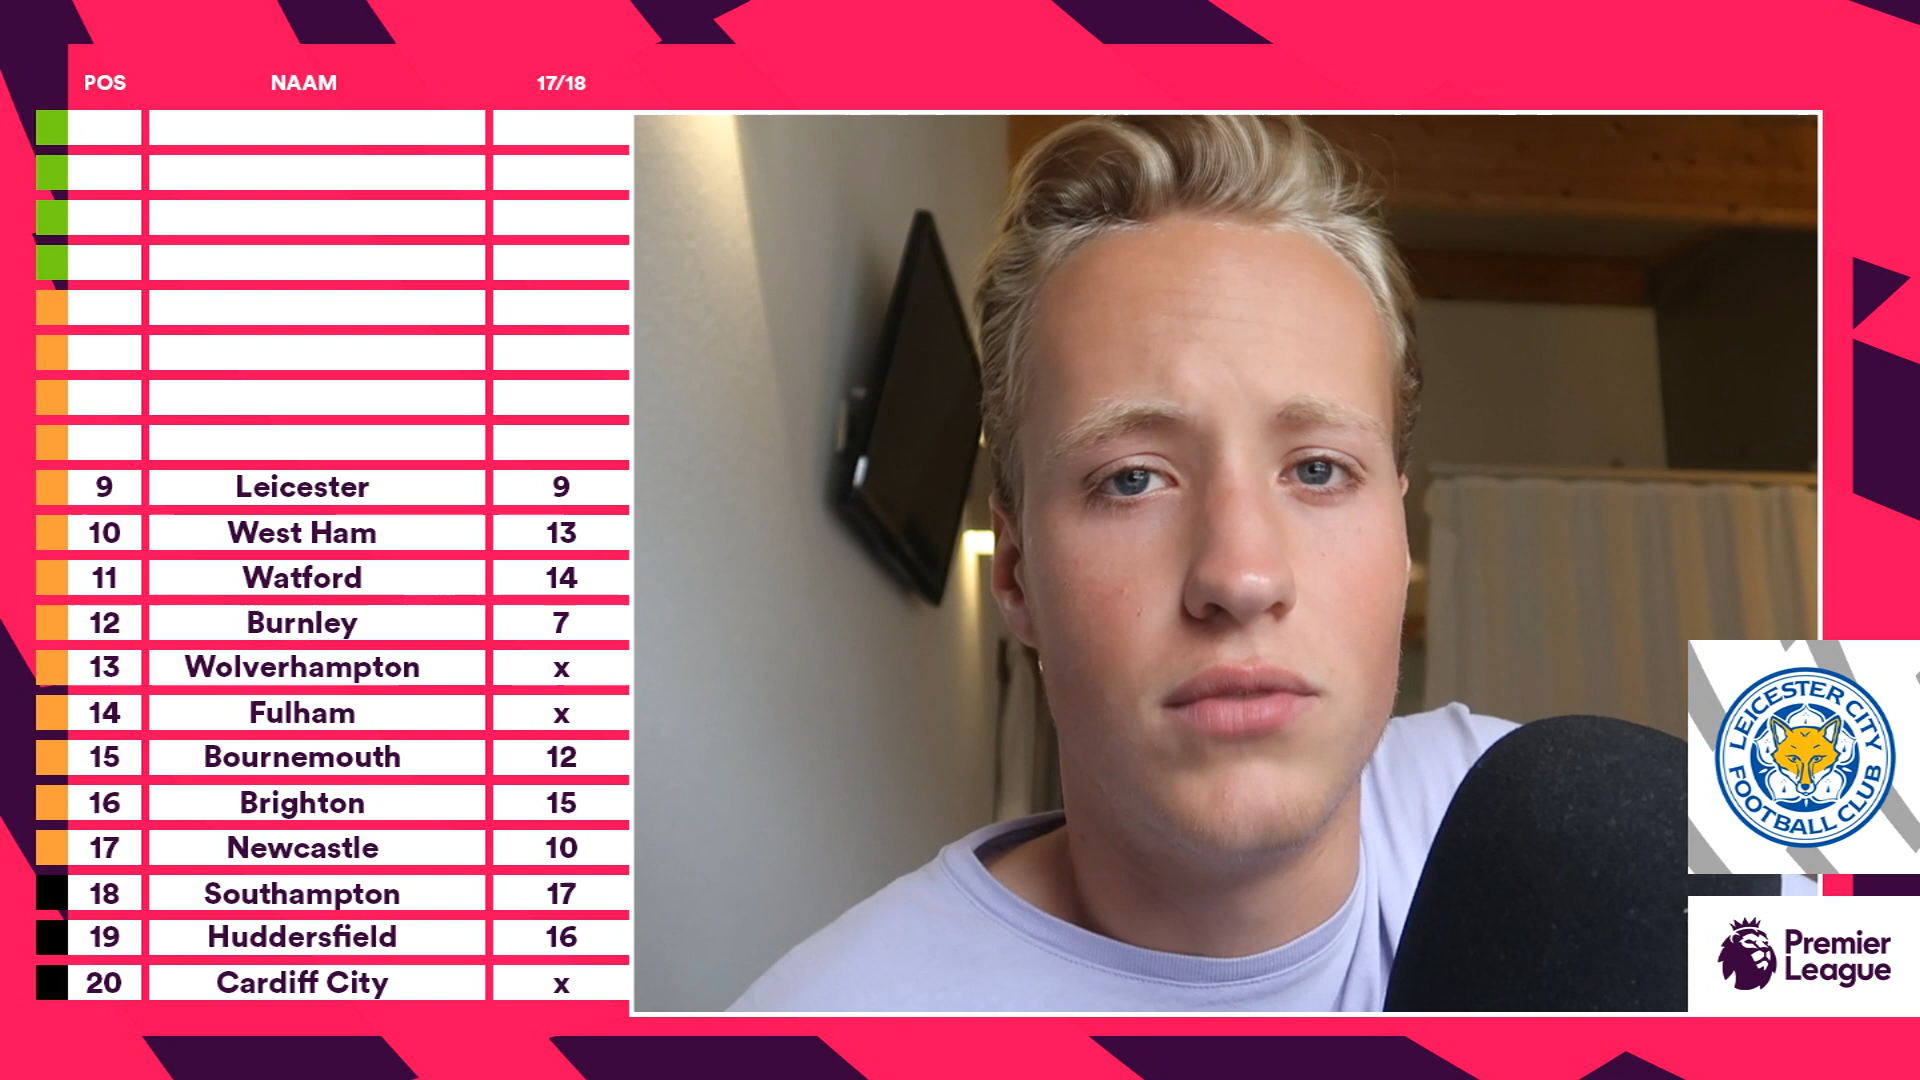 POS NAAM 17/18
9 Leicester 9
10 West Ham 13
11 Watford 14
12 Burnley 7
13 Wolverhampton x
14 Fulham x
15 Bournemouth 12
16 Brighton 15
17 Newcastle 10
18 Southampton 17
19 Huddersfield 16
20 Cardiff City x
LEICESTER CITY
FOOTBALL CLUB
Premier
League